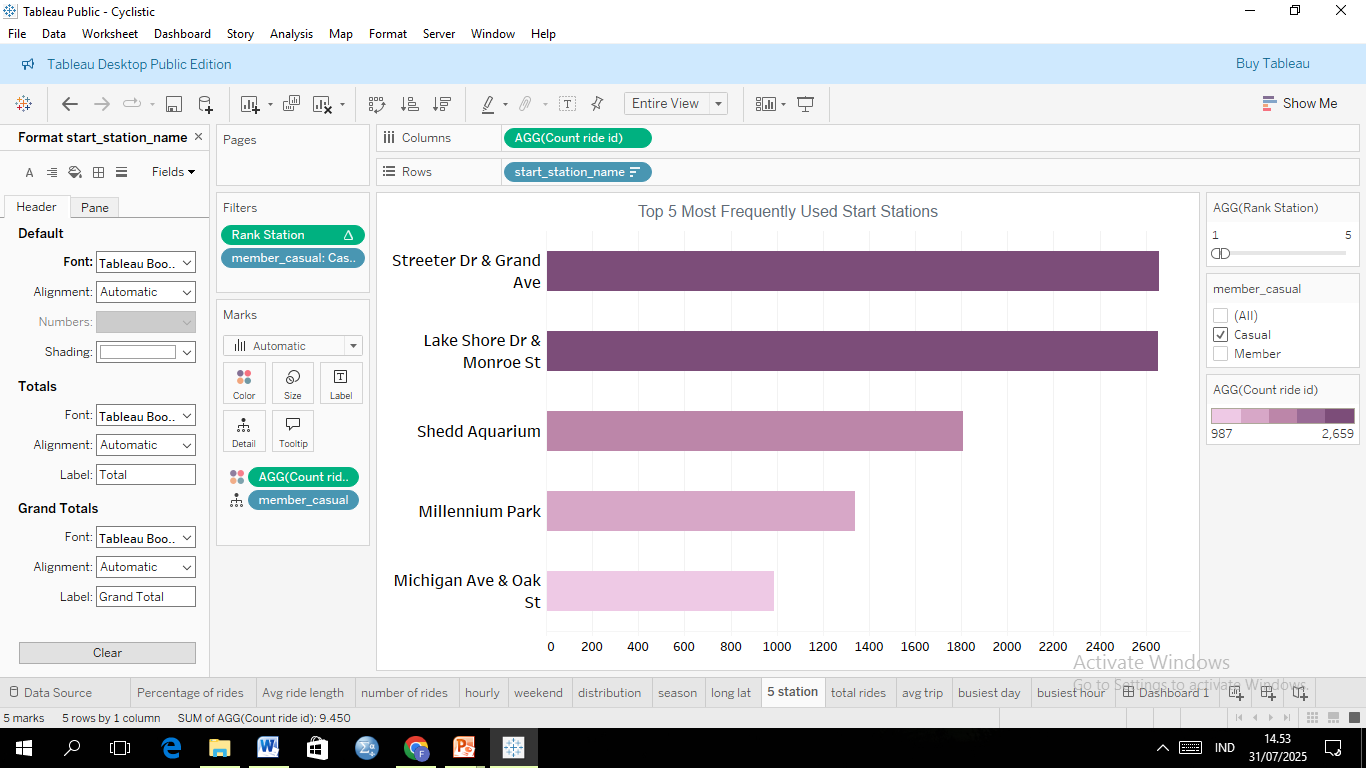 Tableau Public - Cyclistic
File Data Worksheet Dashboard Story Analysis Map Format Server Window Help
Tableau Desktop Public Edition
Buy Tableau
Entire View
Show Me
Format start_station_name
Fields
Header Pane
Default
Font: Tableau Boo..
Alignment: Automatic
Numbers:
Shading:
Totals
Font: Tableau Boo..
Alignment: Automatic
Label: Total
Grand Totals
Font: Tableau Boo..
Alignment: Automatic
Label: Grand Total
Clear
Pages
Filters
Rank Station
member_casual: Cas..
Marks
Automatic
Color Size Label
Detail Tooltip
AGG(Count rid..
member_casual
Columns AGG(Count ride id)
Rows start_station_name
Top 5 Most Frequently Used Start Stations
Streeter Dr & Grand
Ave
Lake Shore Dr &
Monroe St
Shedd Aquarium
Millennium Park
Michigan Ave & Oak
St
0 200 400 600 800 1000 1200 1400 1600 1800 2000 2200 2400 2600
AGG(Rank Station)
1 5
member_casual
(All)
Casual
Member
AGG(Count ride id)
987 2,659
Activate Windows
Go to Settings to activate Windows.
Data Source Percentage of rides Avg ride length number of rides hourly weekend distribution season long lat 5 station total rides avg trip busiest day busiest hour Dashboard 1
5 marks 5 rows by 1 column SUM of AGG(Count ride id): 9.450
IND
14.53
31/07/2025